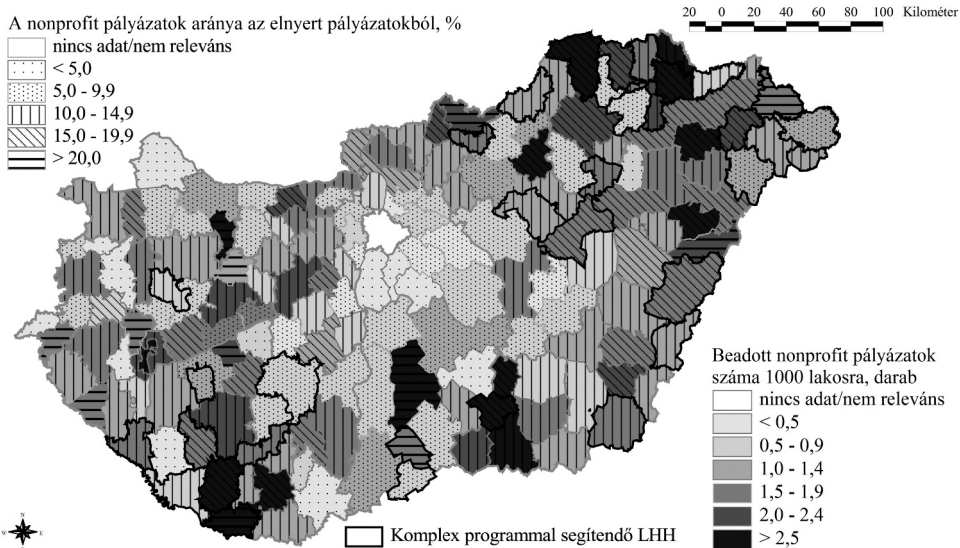 A nonprofit pályázatok aránya az elnyert pályázatokból, %
nincs adat/nem releváns
< 5,0
5,0 - 9,9
10,0 - 14,9
15,0 - 19,9
> 20,0
20 0 20 40 60 80 100 Kilométer
Beadott nonprofit pályázatok
száma 1000 lakosra, darab
nincs adat/nem releváns
< 0,5
0,5 - 0,9
1,0 - 1,4
1,5 - 1,9
2,0 - 2,4
> 2,5
N
W E
S
Komplex programmal segítendő LHH